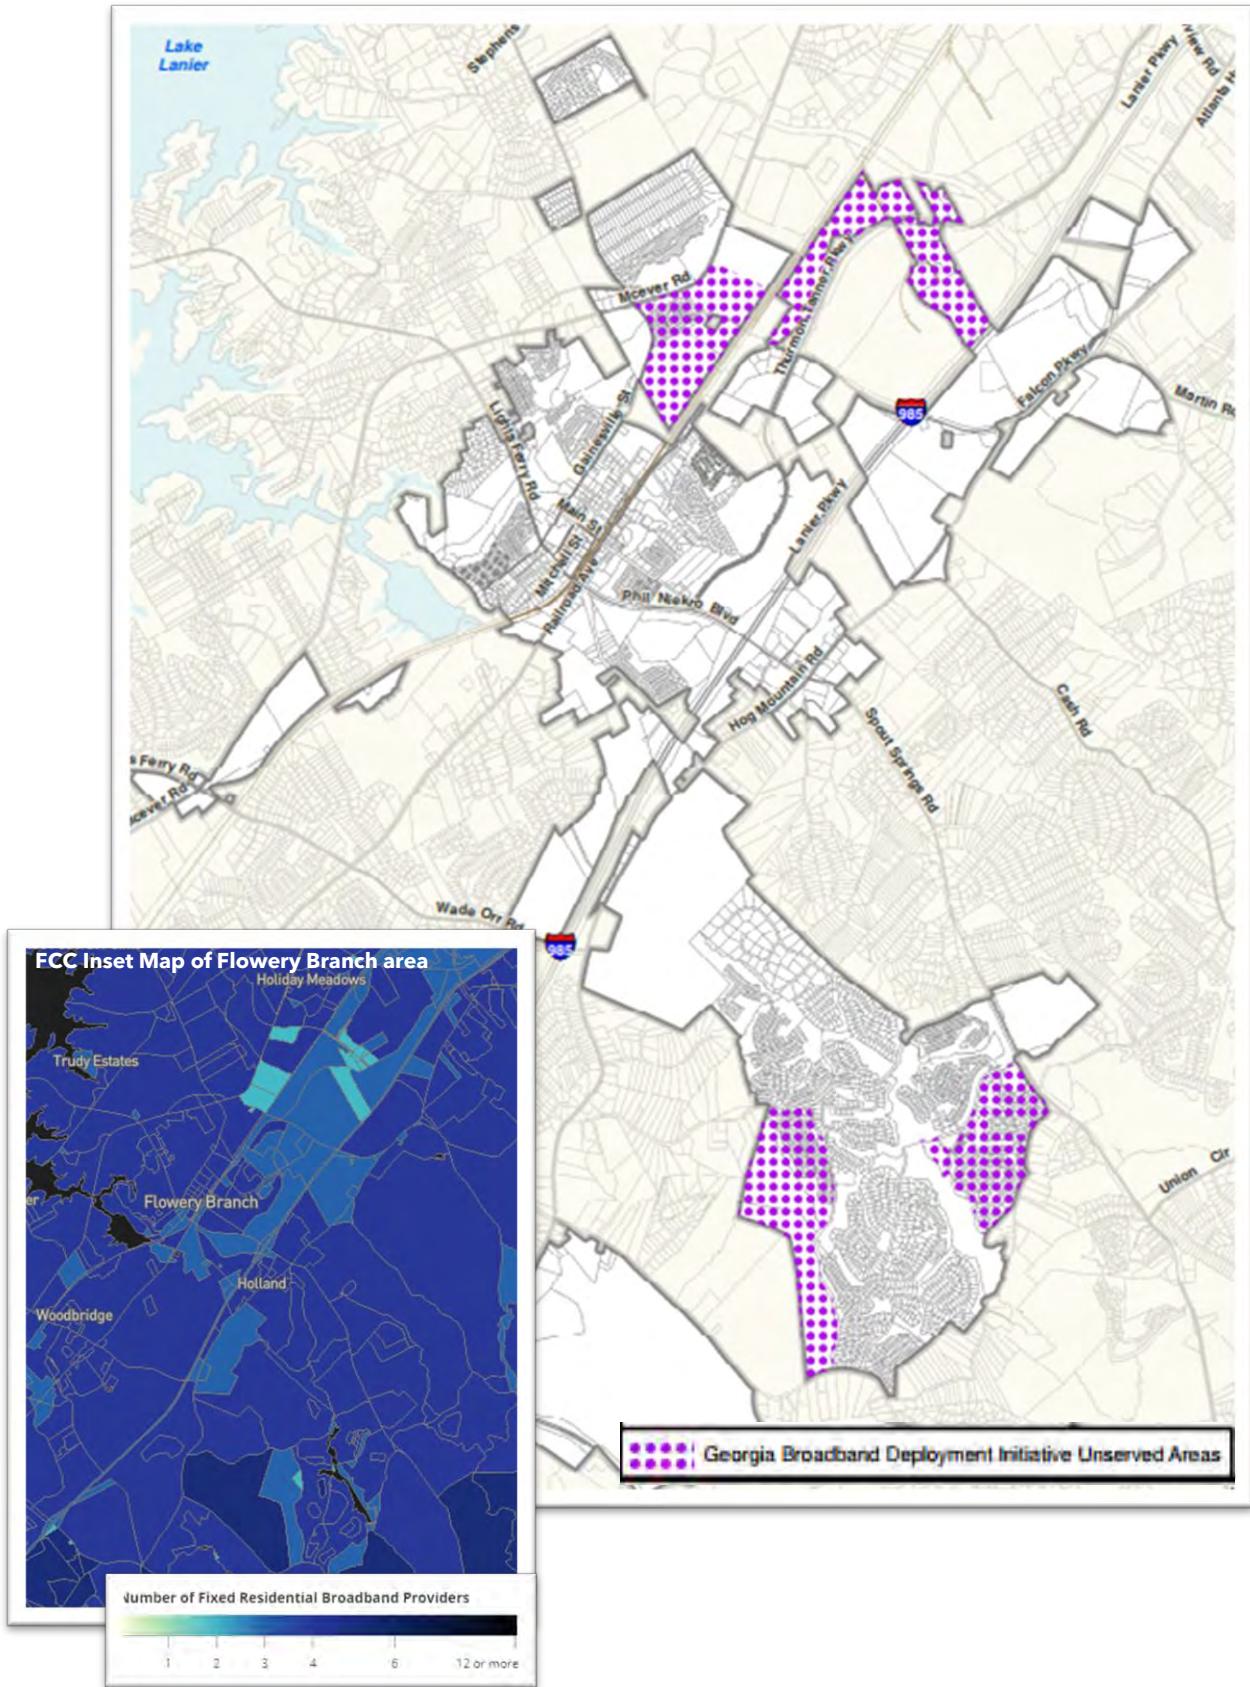 Lake
Lanier
Stephens
Lanier Pkwy
view Rd
Atlanta H
Mcever Rd
Thurmon Tanner Pkwy
985
Falcon Pkwy
Martin Rd
Lights Ferry Rd
Gainesville St
Main St
Mitchell St
Railroad Ave
Lanier Pkwy
Phil Niekro Blvd
Hog Mountain Rd
Spout Springs Rd
Cash Rd
s Ferry Rd
cever Rd
Wade Orr Rd
985
Union Cir
Georgia Broadband Deployment Initiative Unserved Areas
FCC Inset Map of Flowery Branch area
Holiday Meadows
Trudy Estates
er
Flowery Branch
Holland
Woodbridge
Number of Fixed Residential Broadband Providers
1 2 3 4 6 12 or more